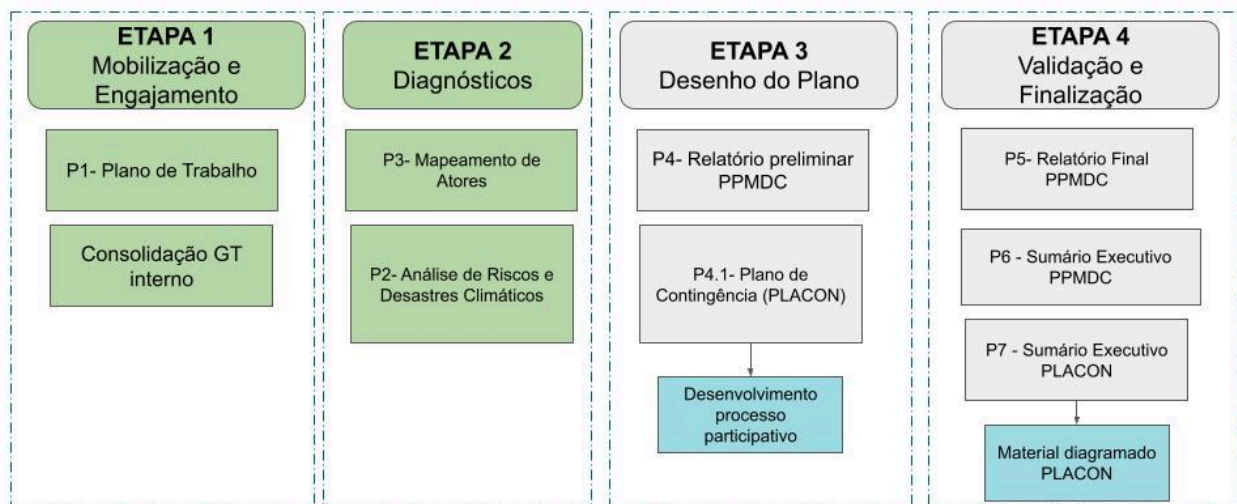 ETAPA 1
Mobilização e
Engajamento
P1- Plano de Trabalho
Consolidação GT
interno
ETAPA 2
Diagnósticos
P3- Mapeamento de
Atores
P2- Análise de Riscos e
Desastres Climáticos
ETAPA 3
Desenho do Plano
P4- Relatório preliminar
PPMDC
P4.1- Plano de
Contingência (PLACON)
Desenvolvimento
processo
participativo
ETAPA 4
Validação e
Finalização
P5- Relatório Final
PPMDC
P6 - Sumário Executivo
PPMDC
P7 - Sumário Executivo
PLACON
Material diagramado
PLACON